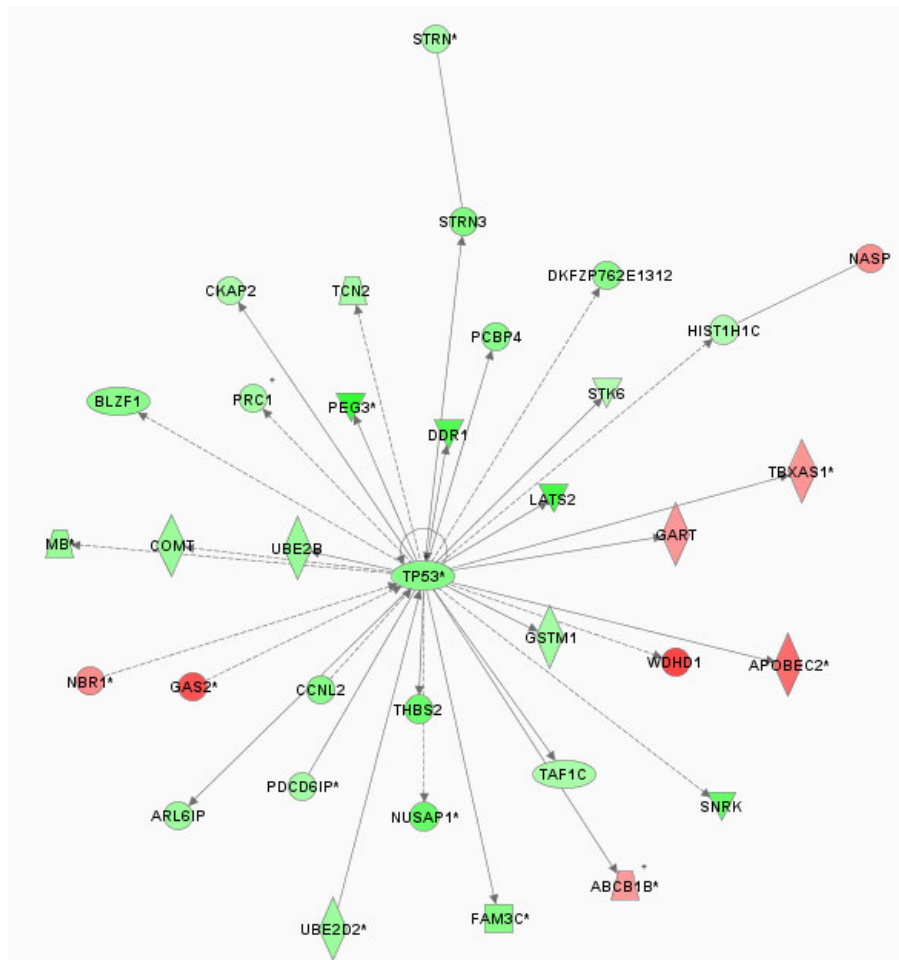 STRN*
STRN3
NASP
DKFZP762E1312
CKAP2
TCN2
HIST1H1C
PCBP4
STK6
BLZF1
PRC1
PEG3*
DDR1
TBXAS1*
LATS2
GART
MB*
COMT
UBE2B
TP53*
GSTM1
WDHD1
APOBEC2*
NBR1*
GAS2*
CCNL2
THBS2
TAF1C
PDCD6IP*
SNRK
ARL6IP
NUSAP1*
ABCB1B*
FAM3C*
UBE2D2*